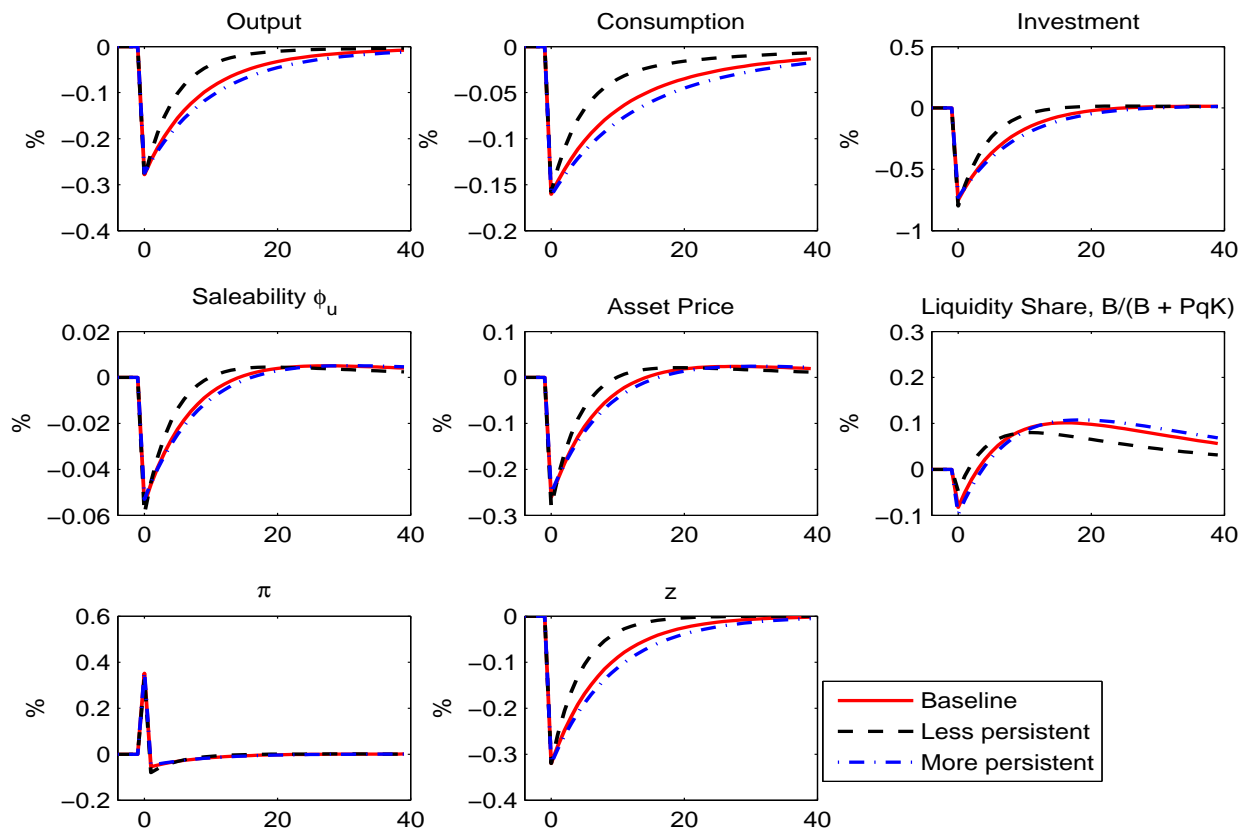 Output
%
0
−0.1
−0.2
−0.3
−0.4
0 20 40
Consumption
%
0
−0.05
−0.1
−0.15
−0.2
0 20 40
Investment
%
0.5
0
−0.5
−1
0 20 40
Saleability ϕu
%
0.02
0
−0.02
−0.04
−0.06
0 20 40
Asset Price
%
0.1
0
−0.1
−0.2
−0.3
0 20 40
Liquidity Share, B/(B + PqK)
%
0.3
0.2
0.1
0
−0.1
0 20 40
π
%
0.6
0.4
0.2
0
−0.2
0 20 40
z
%
0
−0.1
−0.2
−0.3
−0.4
0 20 40
Baseline
Less persistent
More persistent